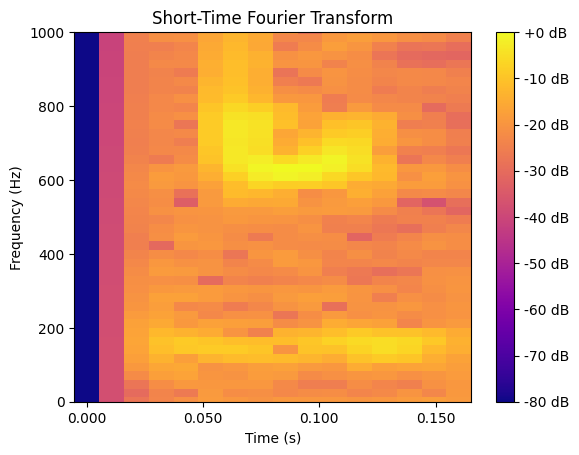 Short-Time Fourier Transform
1000
800
600
400
200
0
Frequency (Hz)
0.000
0.050
0.100
0.150
Time (s)
+0 dB
-10 dB
-20 dB
-30 dB
-40 dB
-50 dB
-60 dB
-70 dB
-80 dB